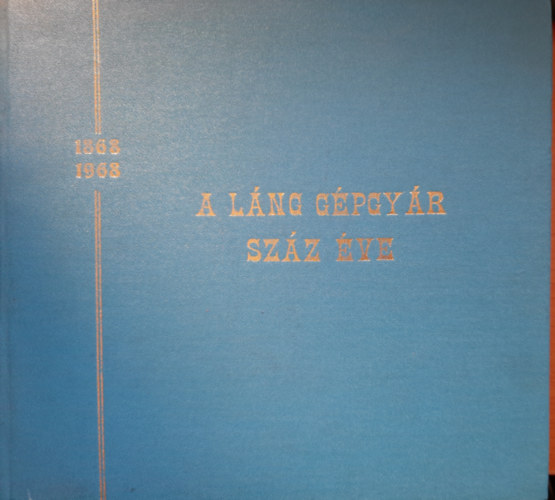 1868
1968
A LÁNG GÉPGYÁR
SZÁZ ÉVE